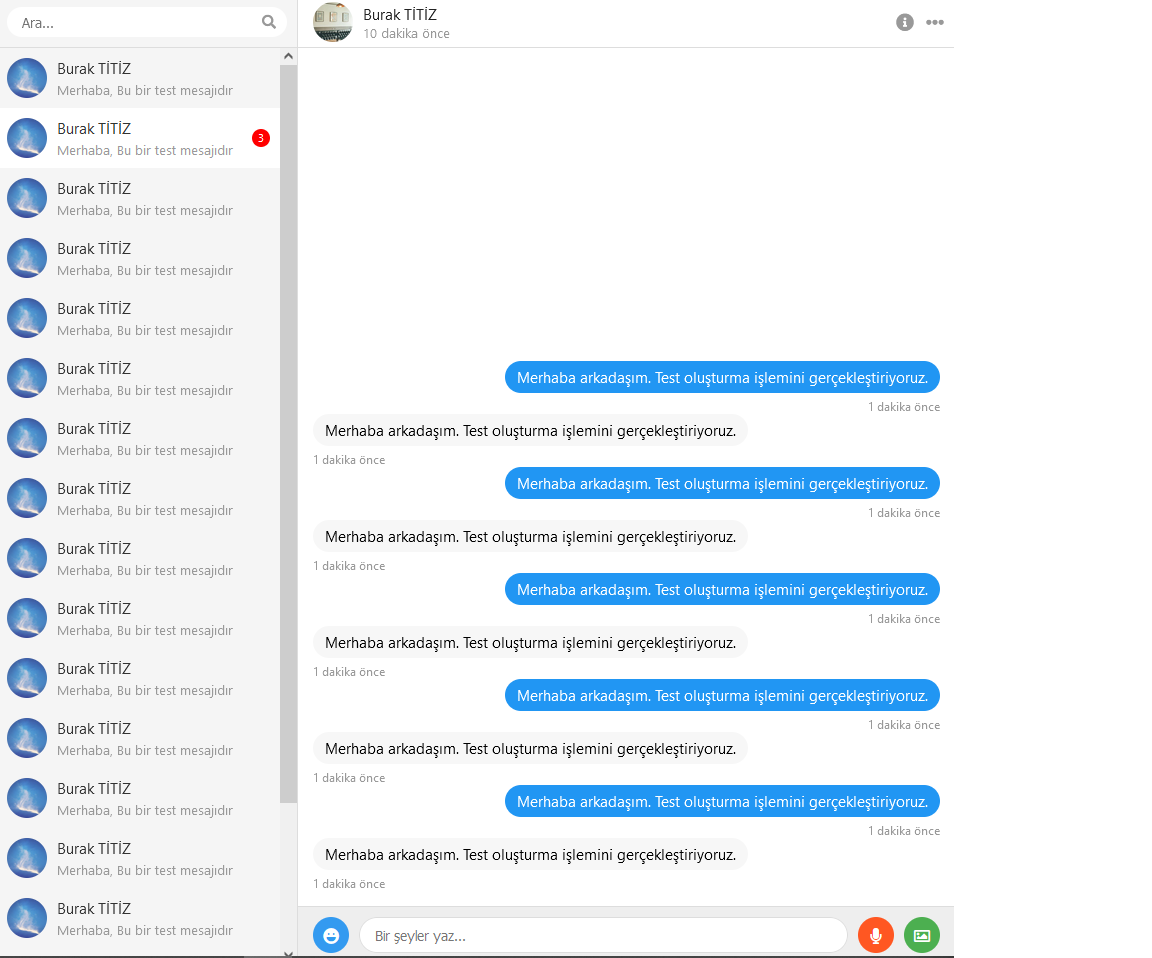 Ara...
Burak TİTİZ
Merhaba, Bu bir test mesajıdır
Burak TİTİZ
Merhaba, Bu bir test mesajıdır
3
Burak TİTİZ
Merhaba, Bu bir test mesajıdır
Burak TİTİZ
Merhaba, Bu bir test mesajıdır
Burak TİTİZ
Merhaba, Bu bir test mesajıdır
Burak TİTİZ
Merhaba, Bu bir test mesajıdır
Burak TİTİZ
Merhaba, Bu bir test mesajıdır
Burak TİTİZ
Merhaba, Bu bir test mesajıdır
Burak TİTİZ
Merhaba, Bu bir test mesajıdır
Burak TİTİZ
Merhaba, Bu bir test mesajıdır
Burak TİTİZ
Merhaba, Bu bir test mesajıdır
Burak TİTİZ
Merhaba, Bu bir test mesajıdır
Burak TİTİZ
Merhaba, Bu bir test mesajıdır
Burak TİTİZ
Merhaba, Bu bir test mesajıdır
Burak TİTİZ
Merhaba, Bu bir test mesajıdır
Burak TİTİZ
10 dakika önce
Merhaba arkadaşım. Test oluşturma işlemini gerçekleştiriyoruz.
1 dakika önce
Merhaba arkadaşım. Test oluşturma işlemini gerçekleştiriyoruz.
1 dakika önce
Merhaba arkadaşım. Test oluşturma işlemini gerçekleştiriyoruz.
1 dakika önce
Merhaba arkadaşım. Test oluşturma işlemini gerçekleştiriyoruz.
1 dakika önce
Merhaba arkadaşım. Test oluşturma işlemini gerçekleştiriyoruz.
1 dakika önce
Merhaba arkadaşım. Test oluşturma işlemini gerçekleştiriyoruz.
1 dakika önce
Merhaba arkadaşım. Test oluşturma işlemini gerçekleştiriyoruz.
1 dakika önce
Merhaba arkadaşım. Test oluşturma işlemini gerçekleştiriyoruz.
1 dakika önce
Merhaba arkadaşım. Test oluşturma işlemini gerçekleştiriyoruz.
1 dakika önce
Merhaba arkadaşım. Test oluşturma işlemini gerçekleştiriyoruz.
1 dakika önce
Bir şeyler yaz...